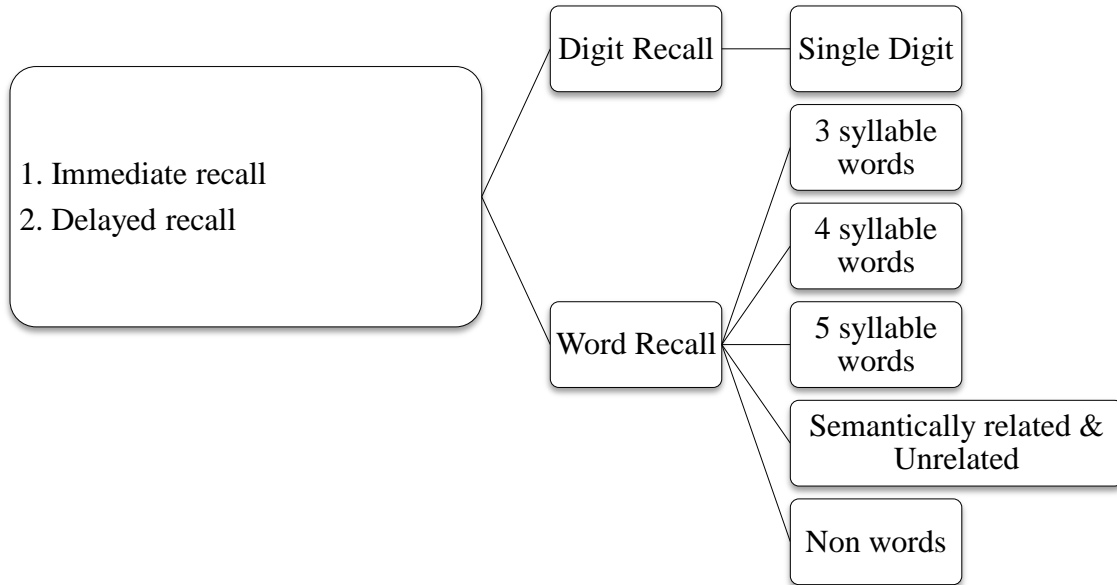 1. Immediate recall
2. Delayed recall
Digit Recall
Single Digit
Word Recall
3 syllable
words
4 syllable
words
5 syllable
words
Semantically related &
Unrelated
Non words